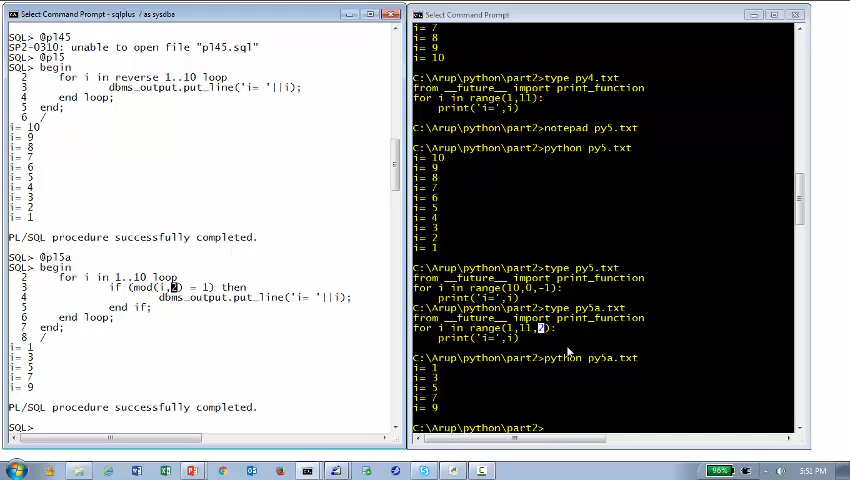 Select Command Prompt - sqlplus / as sysdba
SQL> @pl45
SP2-0310: unable to open file "pl45.sql"
SQL> @pl5
SQL> begin
2 for i in reverse 1..10 loop
3 dbms_output.put_line('i= '||i);
4 end loop;
5 end;
6 /
i= 10
i= 9
i= 8
i= 7
i= 6
i= 5
i= 4
i= 3
i= 2
i= 1
PL/SQL procedure successfully completed.
SQL> @pl5a
SQL> begin
2 for i in 1..10 loop
3 if (mod(i,2) = 1) then
4 dbms_output.put_line('i= '||i);
5 end if;
6 end loop;
7 end;
8 /
i= 1
i= 3
i= 5
i= 7
i= 9
PL/SQL procedure successfully completed.
SQL>
Select Command Prompt
i= 7
i= 8
i= 9
i= 10
C:\Arup\python\part2>type py4.txt
from __future__ import print_function
for i in range(1,11):
print('i=',i)
C:\Arup\python\part2>notepad py5.txt
C:\Arup\python\part2>python py5.txt
i= 10
i= 9
i= 8
i= 7
i= 6
i= 5
i= 4
i= 3
i= 2
i= 1
C:\Arup\python\part2>type py5.txt
from __future__ import print_function
for i in range(10,0,-1):
print('i=',i)
C:\Arup\python\part2>type py5a.txt
from __future__ import print_function
for i in range(1,11,2):
print('i=',i)
C:\Arup\python\part2>python py5a.txt
i= 1
i= 3
i= 5
i= 7
i= 9
C:\Arup\python\part2>
96%
5:51 PM